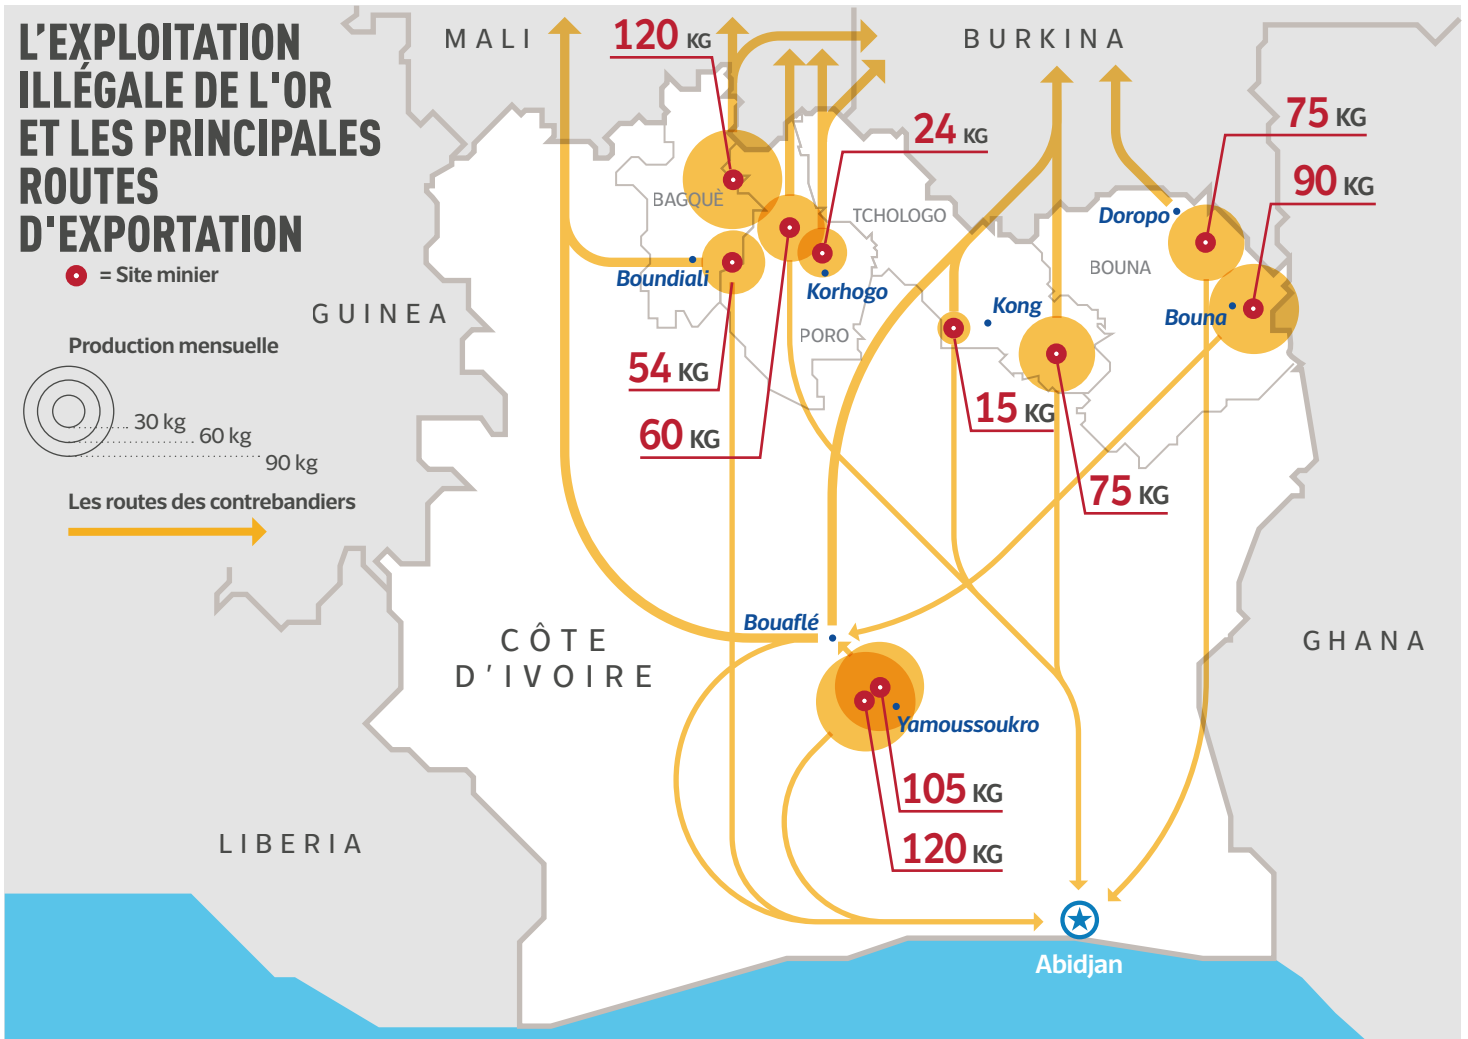 L'EXPLOITATION
ILLÉGALE DE L'OR
ET LES PRINCIPALES
ROUTES
D'EXPORTATION
= Site minier
Production mensuelle
30 kg
60 kg
90 kg
Les routes des contrebandiers
MALI
BURKINA
GUINEA
LIBERIA
GHANA
CÔTE
D'IVOIRE
120 KG
24 KG
75 KG
90 KG
BAGQUÈ
TCHOLOGO
Doropo
BOUNA
Boundiali
Korhogo
Kong
Bouna
PORO
54 KG
60 KG
15 KG
75 KG
Bouaflé
Yamoussoukro
105 KG
120 KG
Abidjan